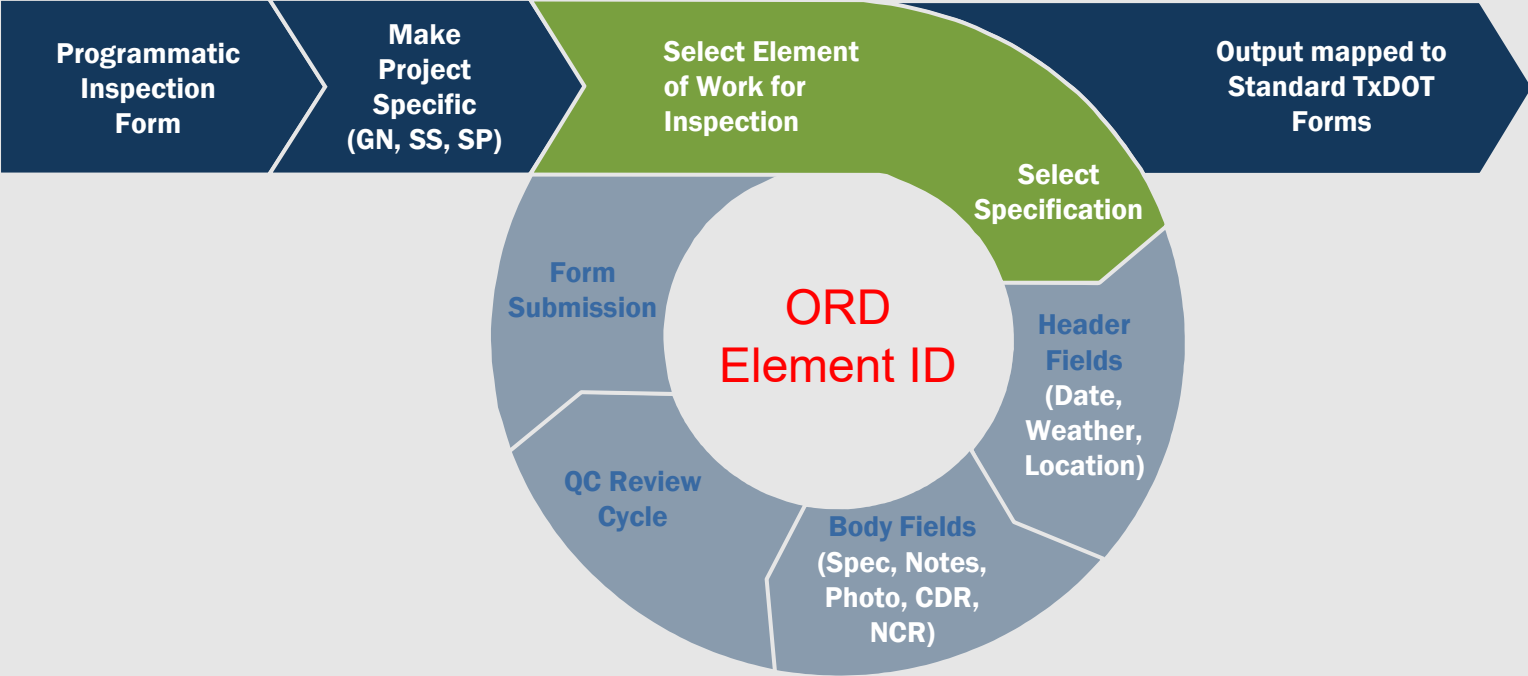 Programmatic
Inspection
Form
Make
Project
Specific
(GN, SS, SP)
Select Element
of Work for
Inspection
Select
Specification
Output mapped to
Standard TxDOT
Forms
Header
Fields
(Date,
Weather,
Location)
Body Fields
(Spec, Notes,
Photo, CDR,
NCR)
QC Review
Cycle
Form
Submission
ORD
Element ID